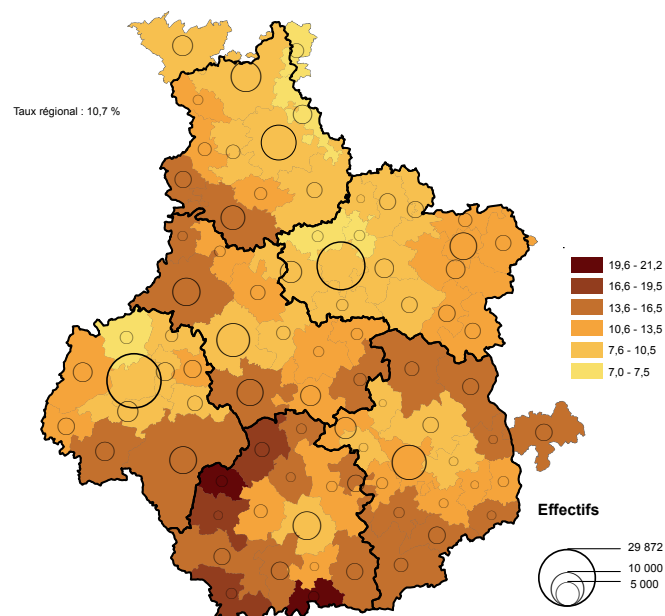 Taux régional : 10,7 %
19,6 - 21,2
16,6 - 19,5
13,6 - 16,5
10,6 - 13,5
7,6 - 10,5
7,0 - 7,5
Effectifs
29 872
10 000
5 000